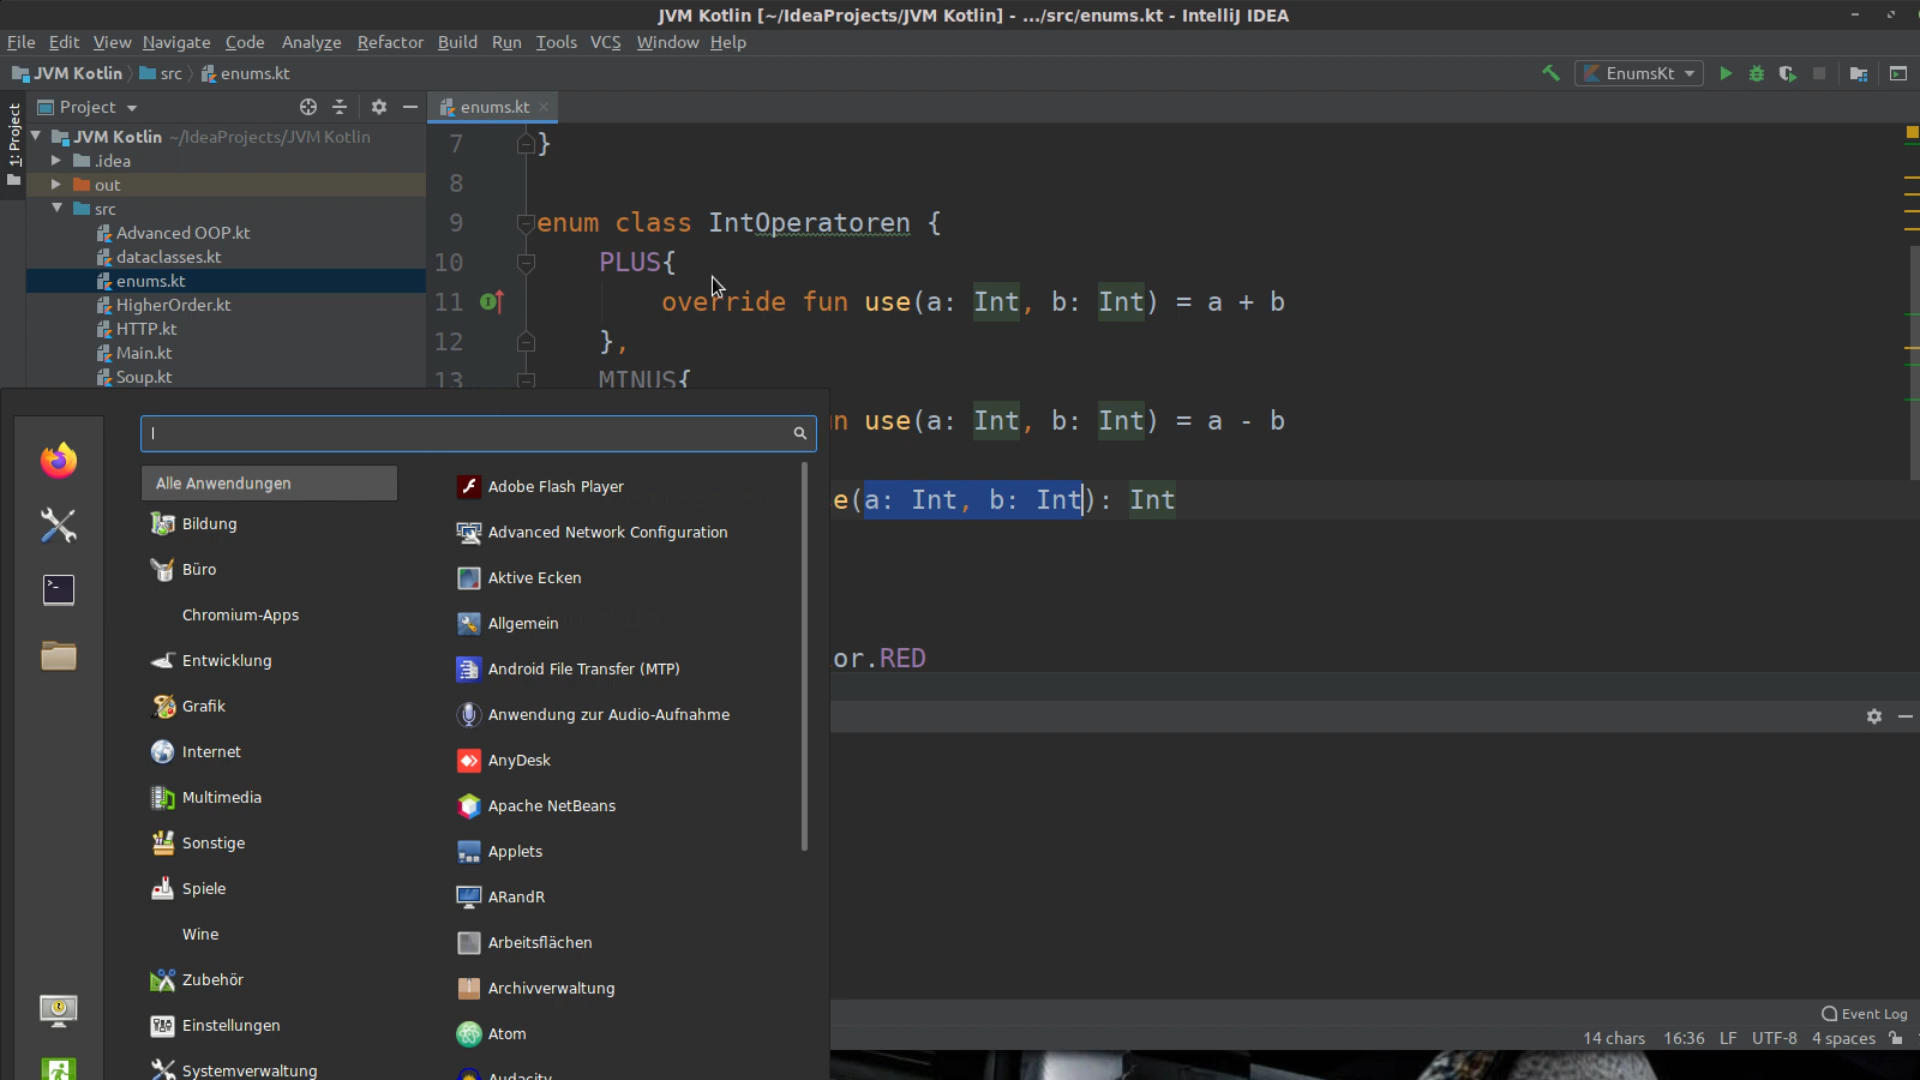 JVM Kotlin [~/IdeaProjects/JVM Kotlin] - .../src/enums.kt - IntelliJ IDEA
File Edit View Navigate Code Analyze Refactor Build Run Tools VCS Window Help
JVM Kotlin src enums.kt
EnumsKt
1: Project
Project
enums.kt
JVM Kotlin ~/IdeaProjects/JVM Kotlin
.idea
out
src
Advanced OOP.kt
dataclasses.kt
enums.kt
HigherOrder.kt
HTTP.kt
Main.kt
Soup.kt
7 }
8
9 enum class IntOperatoren {
10 PLUS{
11 override fun use(a: Int, b: Int) = a + b
12 },
13 MINUS{
n use(a: Int, b: Int) = a - b
e(a: Int, b: Int): Int
or.RED
Alle Anwendungen
Bildung
Büro
Chromium-Apps
Entwicklung
Grafik
Internet
Multimedia
Sonstige
Spiele
Wine
Zubehör
Einstellungen
Systemverwaltung
Adobe Flash Player
Advanced Network Configuration
Aktive Ecken
Allgemein
Android File Transfer (MTP)
Anwendung zur Audio-Aufnahme
AnyDesk
Apache NetBeans
Applets
ARandR
Arbeitsflächen
Archivverwaltung
Atom
Audacity
Event Log
14 chars 16:36 LF UTF-8 4 spaces